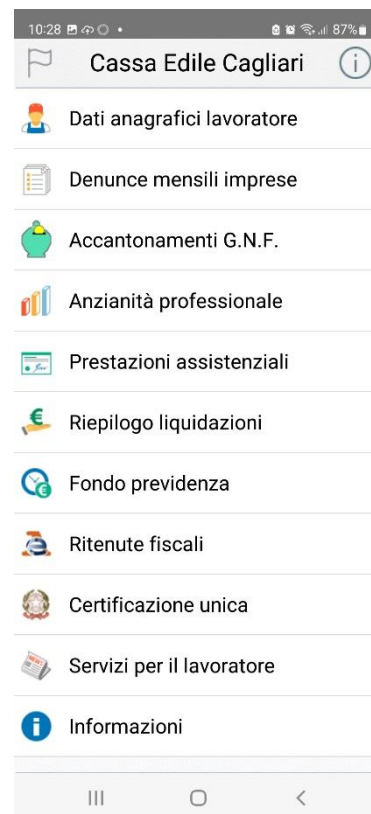 10:28 87%
Cassa Edile Cagliari
Dati anagrafici lavoratore
Denunce mensili imprese
Accantonamenti G.N.F.
Anzianità professionale
Prestazioni assistenziali
Riepilogo liquidazioni
Fondo previdenza
Ritenute fiscali
Certificazione unica
Servizi per il lavoratore
Informazioni